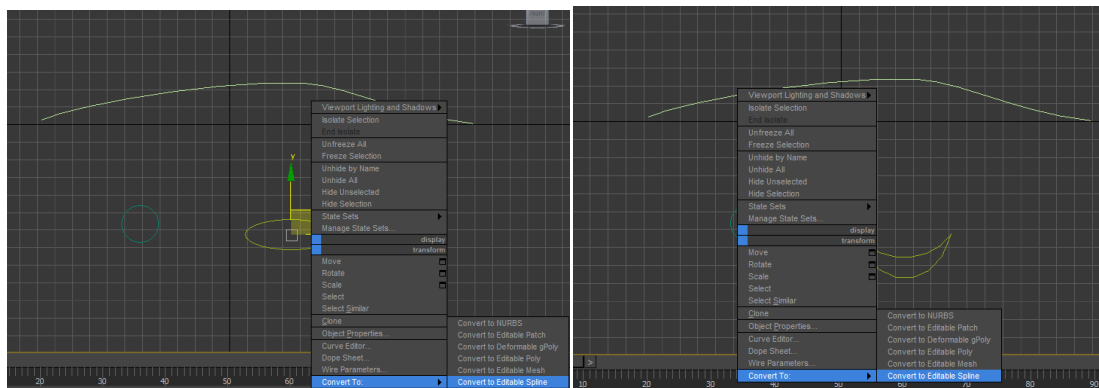 FRONT
Viewport Lighting and Shadows
Isolate Selection
End Isolate
Unfreeze All
Freeze Selection
Unhide by Name
Unhide All
Hide Unselected
Hide Selection
State Sets
Manage State Sets...
display
transform
Move
Rotate
Scale
Select
Select Similar
Clone
Object Properties...
Curve Editor...
Dope Sheet...
Wire Parameters...
Convert To:
Convert to NURBS
Convert to Editable Patch
Convert to Deformable gPoly
Convert to Editable Poly
Convert to Editable Mesh
Convert to Editable Spline
y
20 30 40 50 60
Viewport Lighting and Shadows
Isolate Selection
End Isolate
Unfreeze All
Freeze Selection
Unhide by Name
Unhide All
Hide Unselected
Hide Selection
State Sets
Manage State Sets...
display
transform
Move
Rotate
Scale
Select
Select Similar
Clone
Object Properties...
Curve Editor...
Dope Sheet...
Wire Parameters...
Convert To:
Convert to NURBS
Convert to Editable Patch
Convert to Deformable gPoly
Convert to Editable Poly
Convert to Editable Mesh
Convert to Editable Spline
>
10 20 30 40 50 60 70 80 90